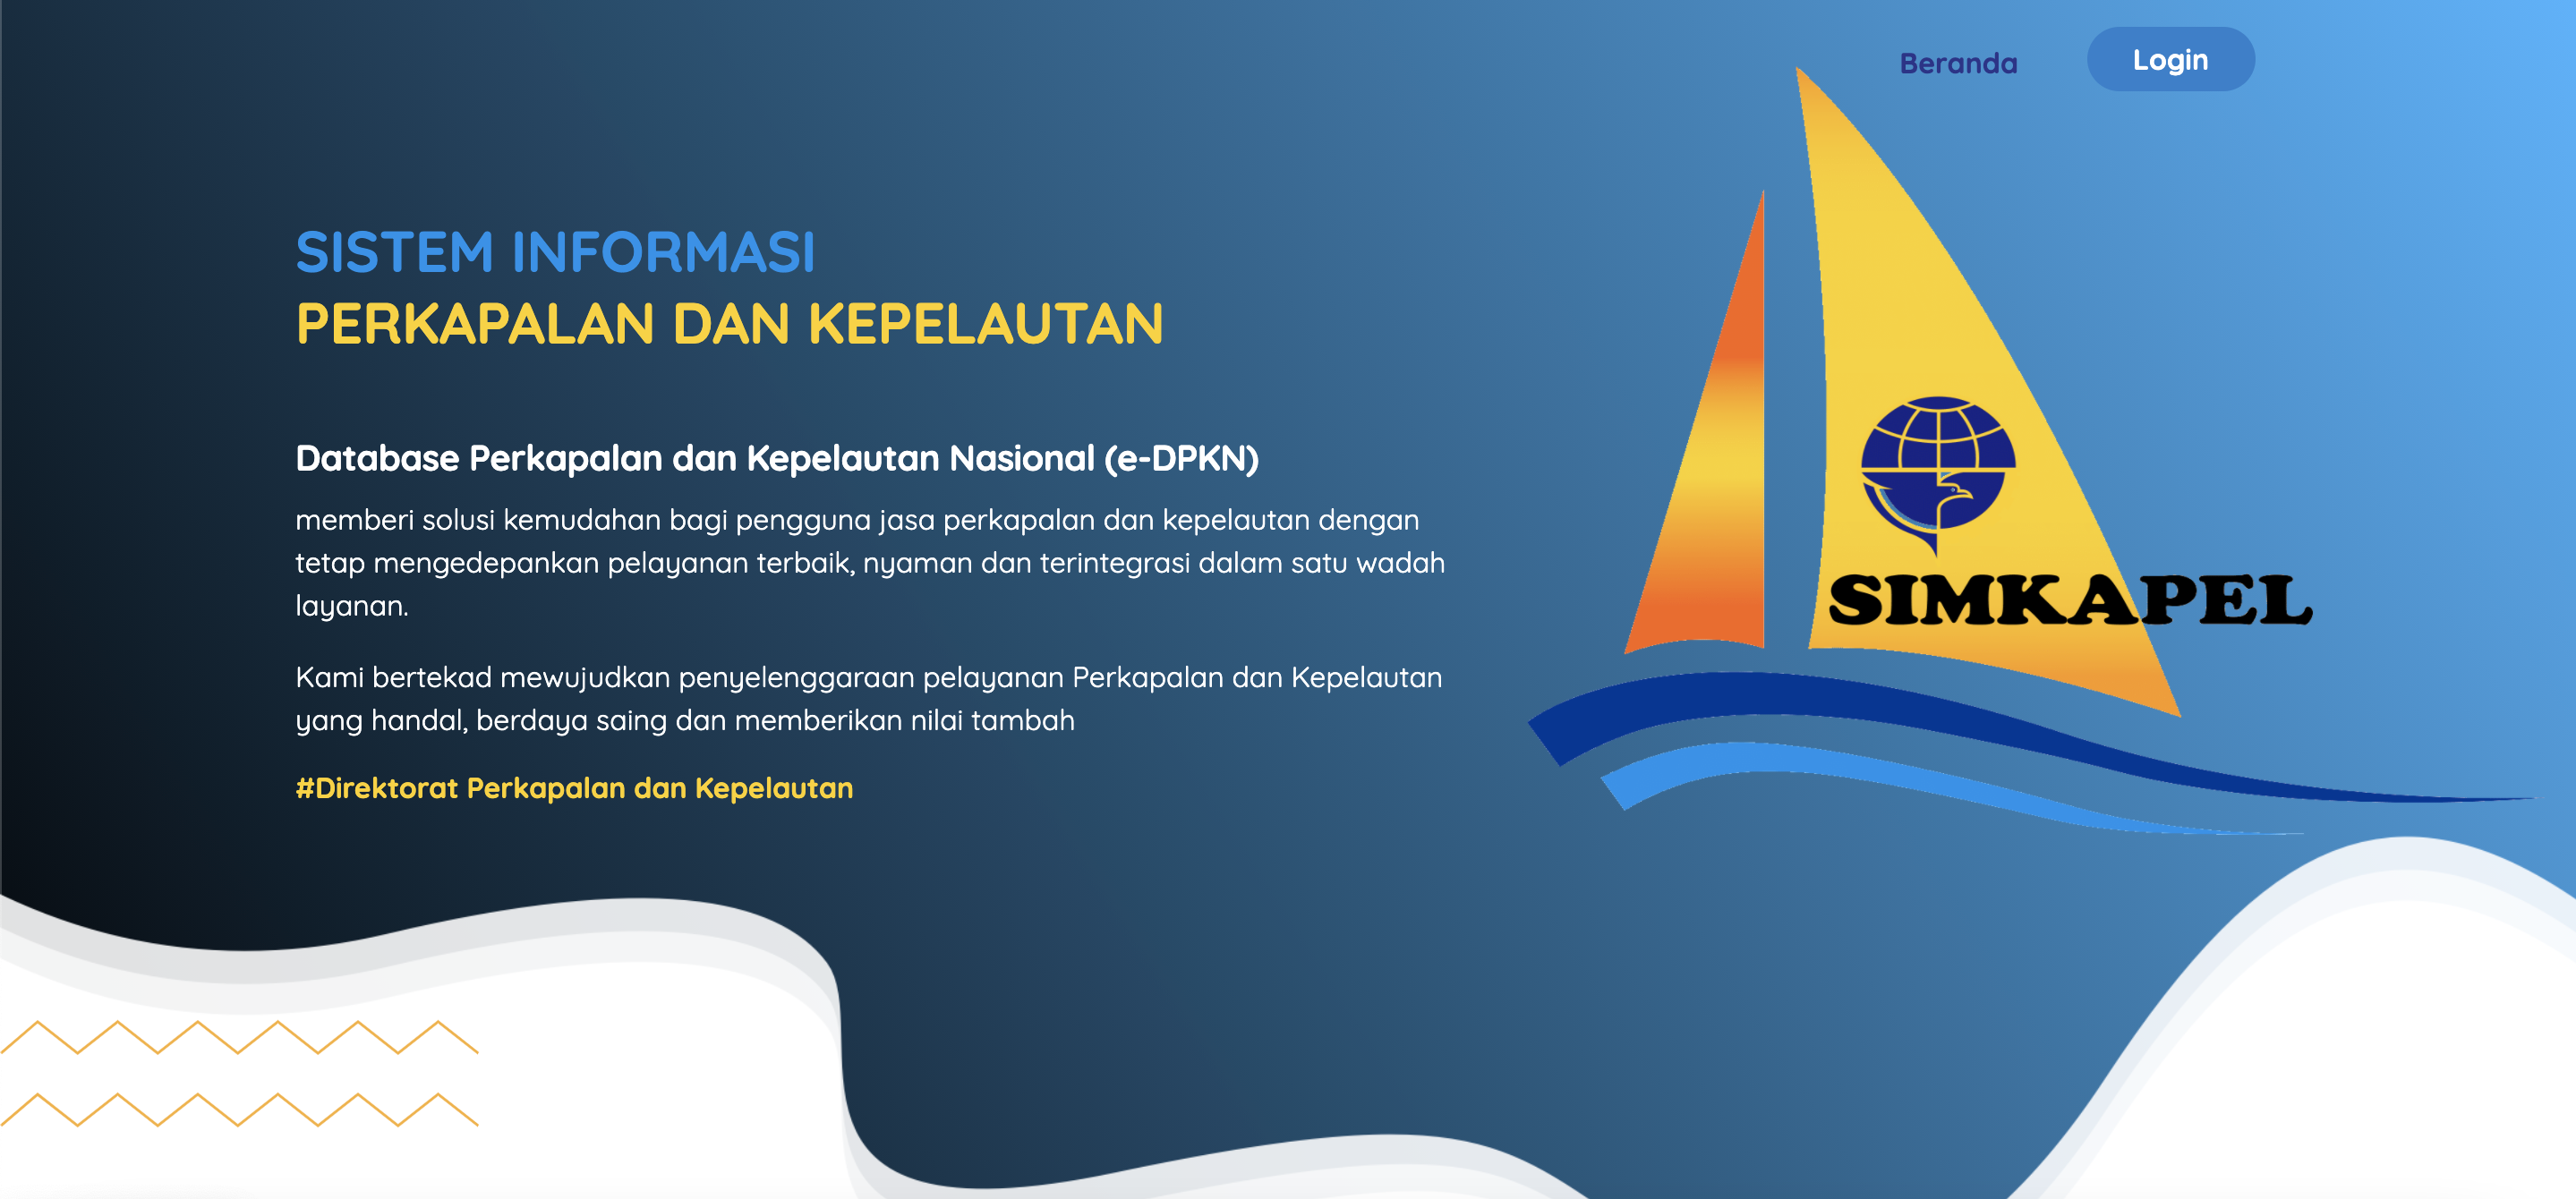 Beranda
Login
SISTEM INFORMASI
PERKAPALAN DAN KEPELAUTAN
Database Perkapalan dan Kepelautan Nasional (e-DPKN)
memberi solusi kemudahan bagi pengguna jasa perkapalan dan kepelautan dengan
tetap mengedepankan pelayanan terbaik, nyaman dan terintegrasi dalam satu wadah
layanan.
Kami bertekad mewujudkan penyelenggaraan pelayanan Perkapalan dan Kepelautan
yang handal, berdaya saing dan memberikan nilai tambah
#Direktorat Perkapalan dan Kepelautan
SIMKAPEL